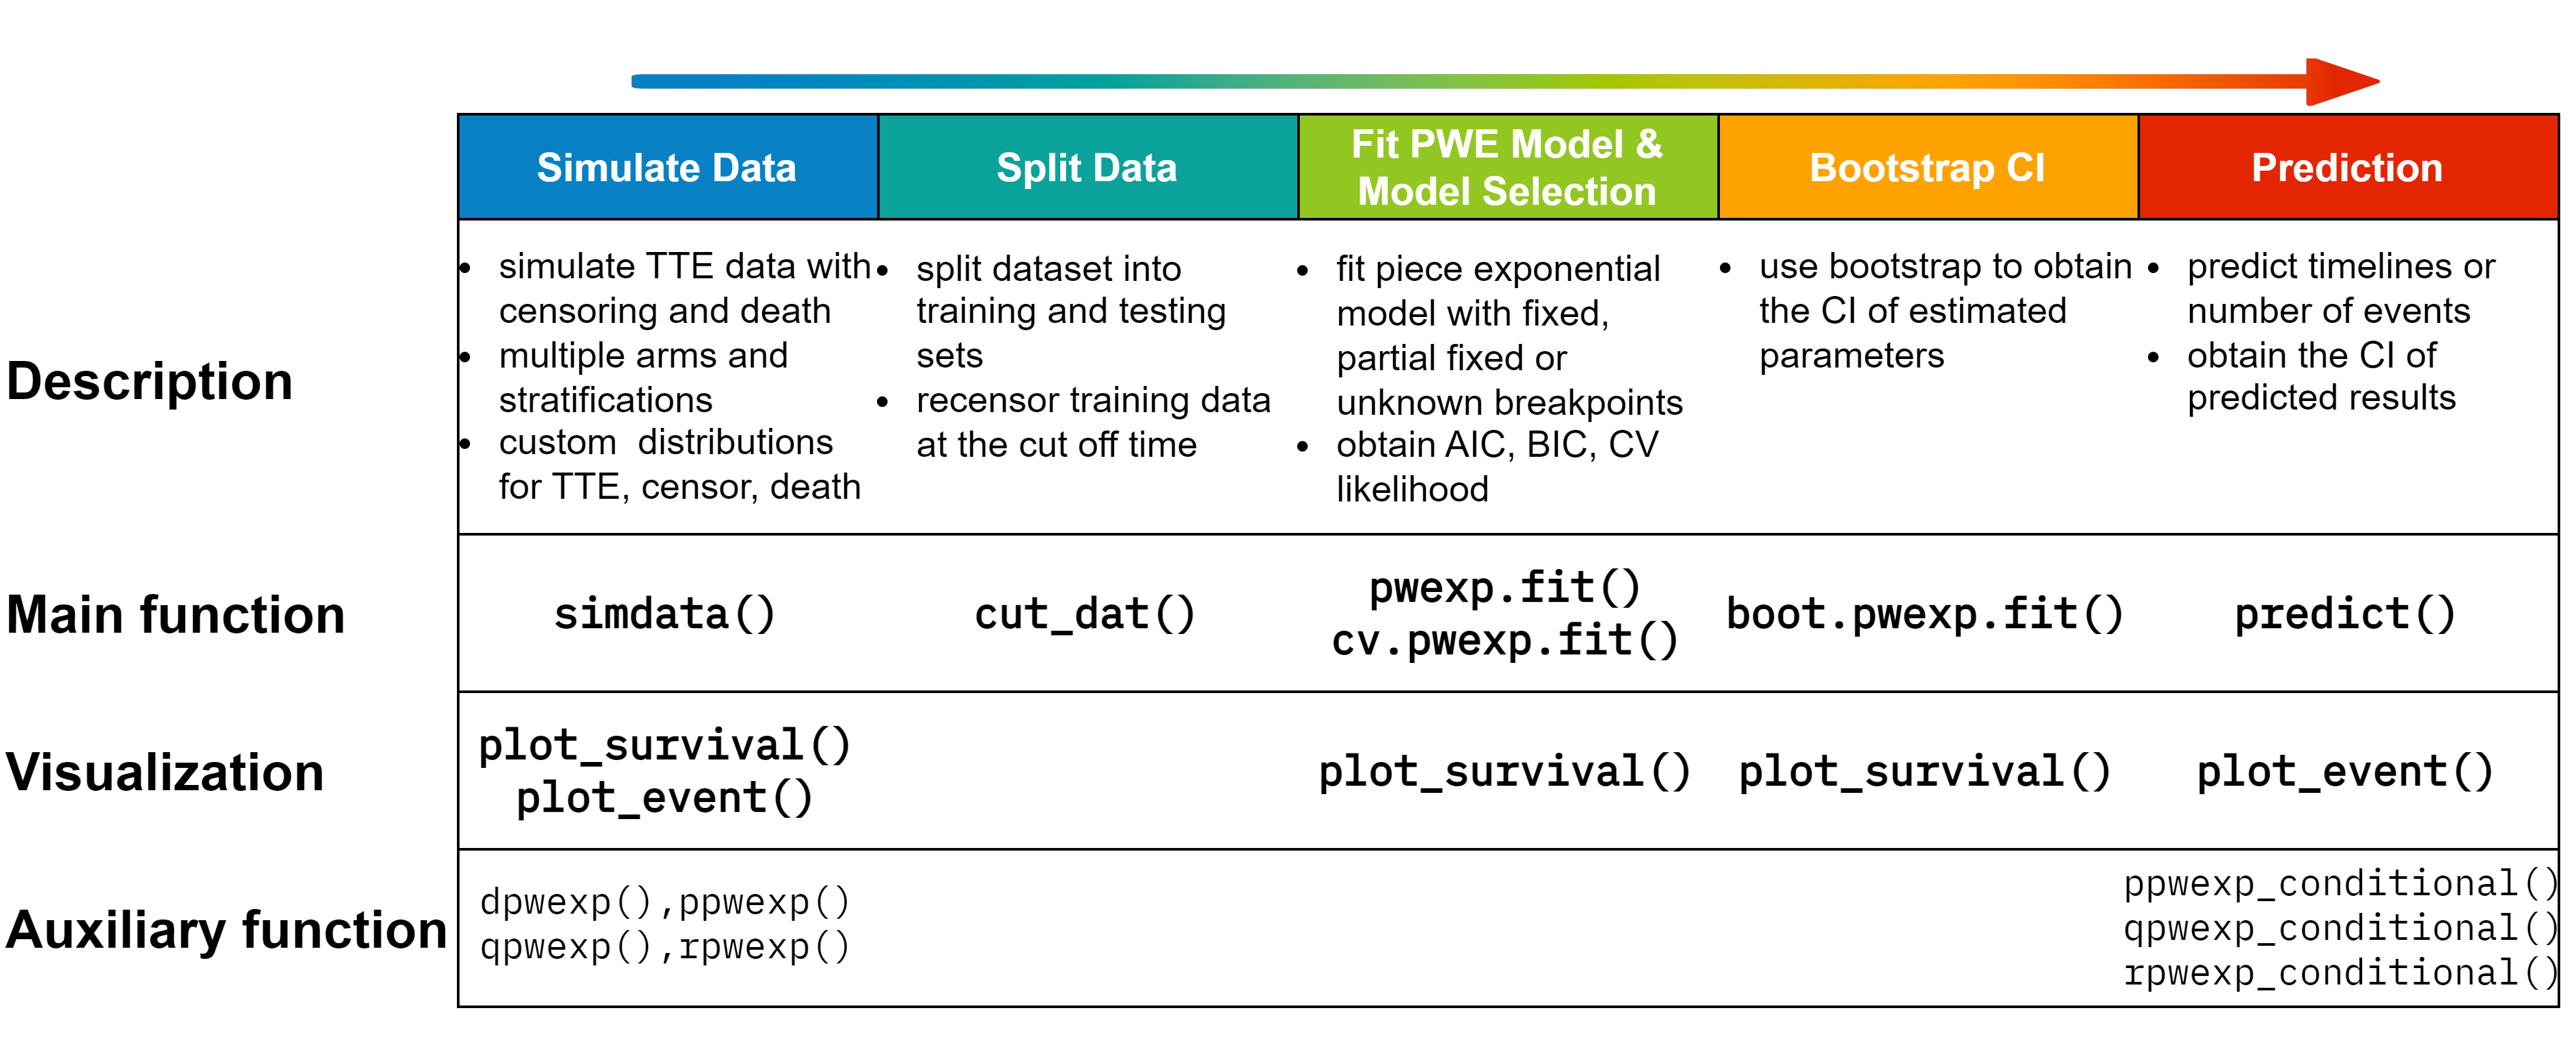 Simulate Data
Split Data
Fit PWE Model &
Model Selection
Bootstrap CI
Prediction
Description
• simulate TTE data with
censoring and death
• multiple arms and
stratifications
• custom  distributions
for TTE, censor, death
• split dataset into
training and testing
sets
• recensor training data
at the cut off time
• fit piece exponential
model with fixed,
partial fixed or
unknown breakpoints
• obtain AIC, BIC, CV
likelihood
• use bootstrap to obtain
the CI of estimated
parameters
• predict timelines or
number of events
• obtain the CI of
predicted results
Main function
simdata()
cut_dat()
pwexp.fit()
cv.pwexp.fit()
boot.pwexp.fit()
predict()
Visualization
plot_survival()
plot_event()
plot_survival()
plot_survival()
plot_event()
Auxiliary function
dpwexp(),ppwexp()
qpwexp(),rpwexp()
ppwexp_conditional()
qpwexp_conditional()
rpwexp_conditional()